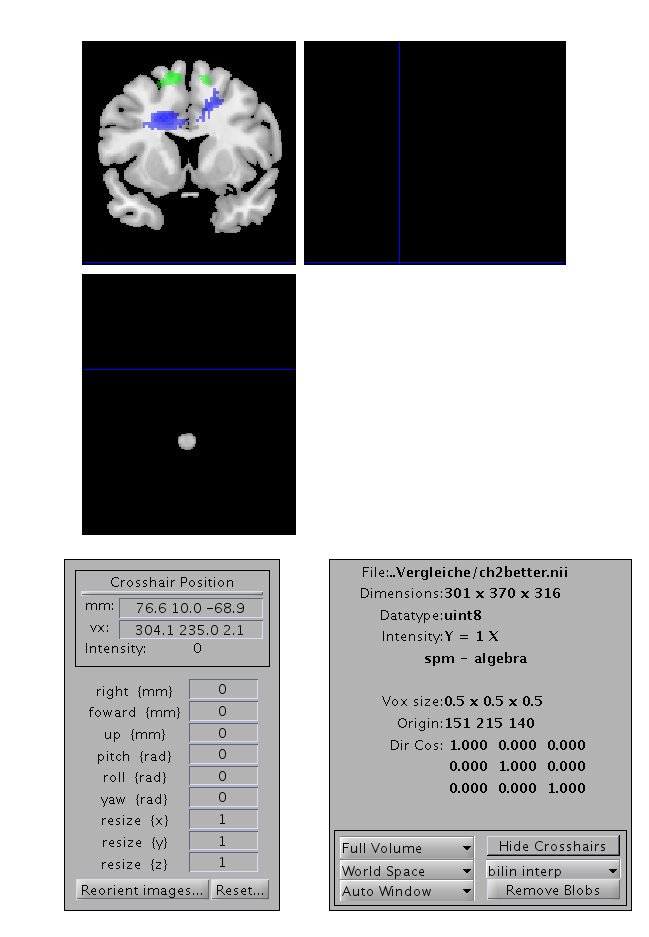 Crosshair Position
mm: 76.6 10.0 -68.9
vx: 304.1 235.0 2.1
Intensity: 0
right {mm} 0
foward {mm} 0
up {mm} 0
pitch {rad} 0
roll {rad} 0
yaw {rad} 0
resize {x} 1
resize {y} 1
resize {z} 1
Reorient images... Reset...
File:..Vergleiche/ch2better.nii
Dimensions:301 x 370 x 316
Datatype:uint8
Intensity:Y = 1 X
spm - algebra
Vox size:0.5 x 0.5 x 0.5
Origin:151 215 140
Dir Cos: 1.000 0.000 0.000
0.000 1.000 0.000
0.000 0.000 1.000
Full Volume Hide Crosshairs
World Space bilin interp
Auto Window Remove Blobs